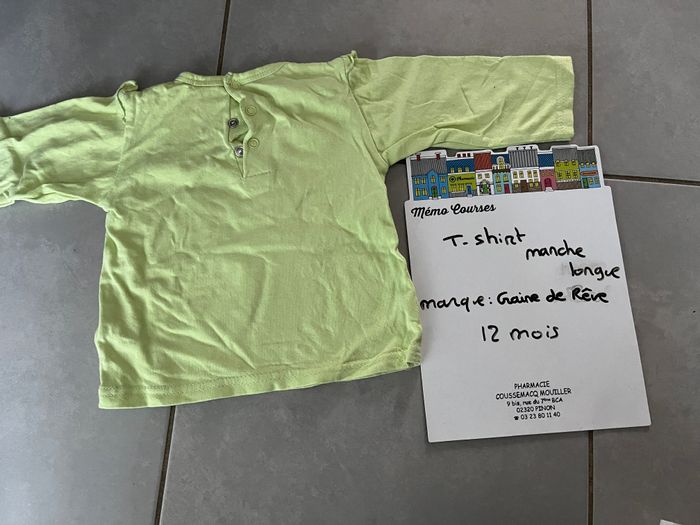 Mémo Courses
T-shirt manche
longue
marque : Graine de Rêve
12 mois
PHARMACIE
COUSSEMACQ MOUILLER
9 bis, rue du 7ème BCA
02320 PINON
☎ 03 23 80 11 40